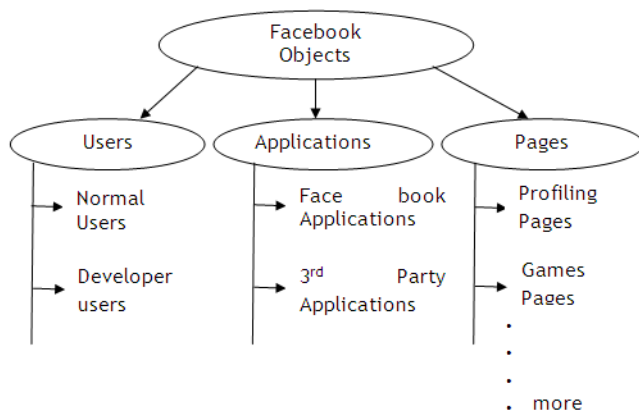 Facebook
Objects
Users
Applications
Pages
Normal
Users
Developer
users
Face book
Applications
3rd Party
Applications
Profiling
Pages
Games
Pages
more